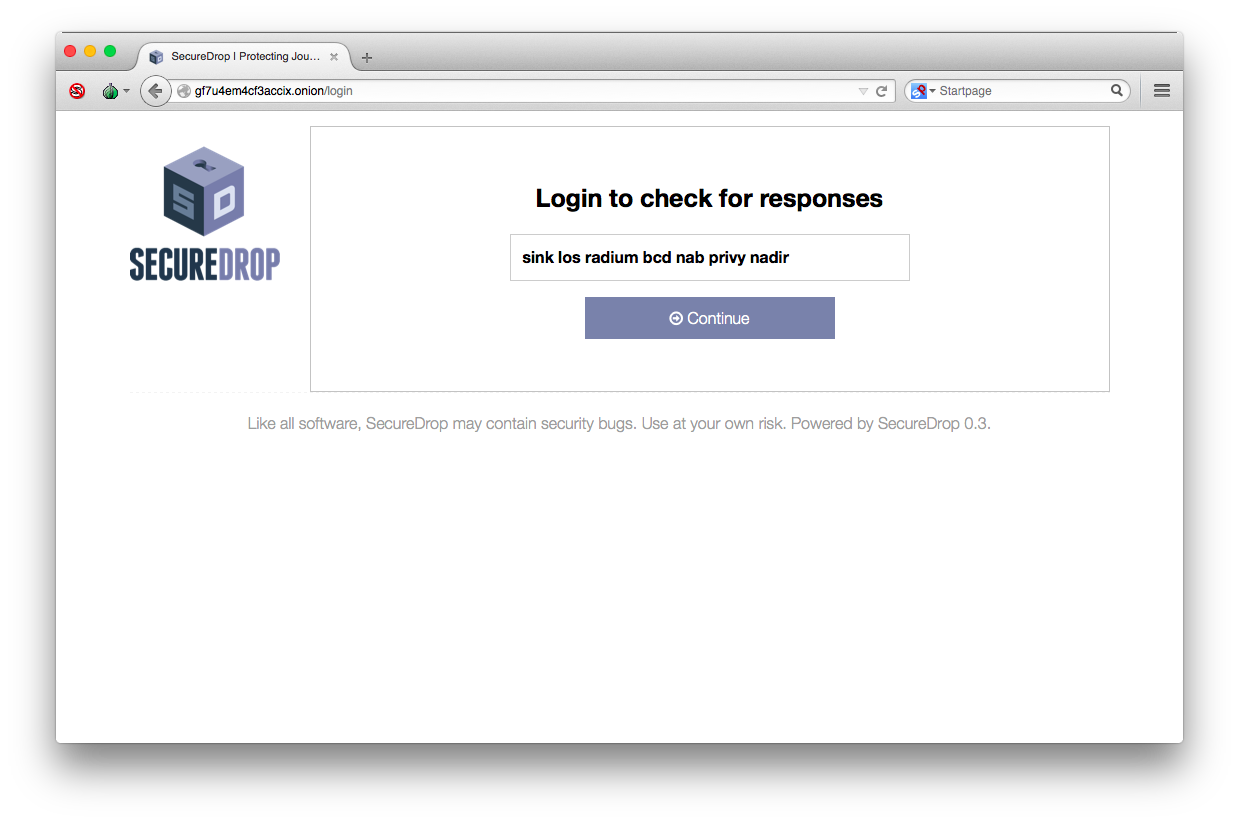 SecureDrop | Protecting Jou...
gf7u4em4cf3accix.onion/login
Startpage
SD
SECUREDROP
Login to check for responses
sink los radium bcd nab privy nadir
Continue
Like all software, SecureDrop may contain security bugs. Use at your own risk. Powered by SecureDrop 0.3.